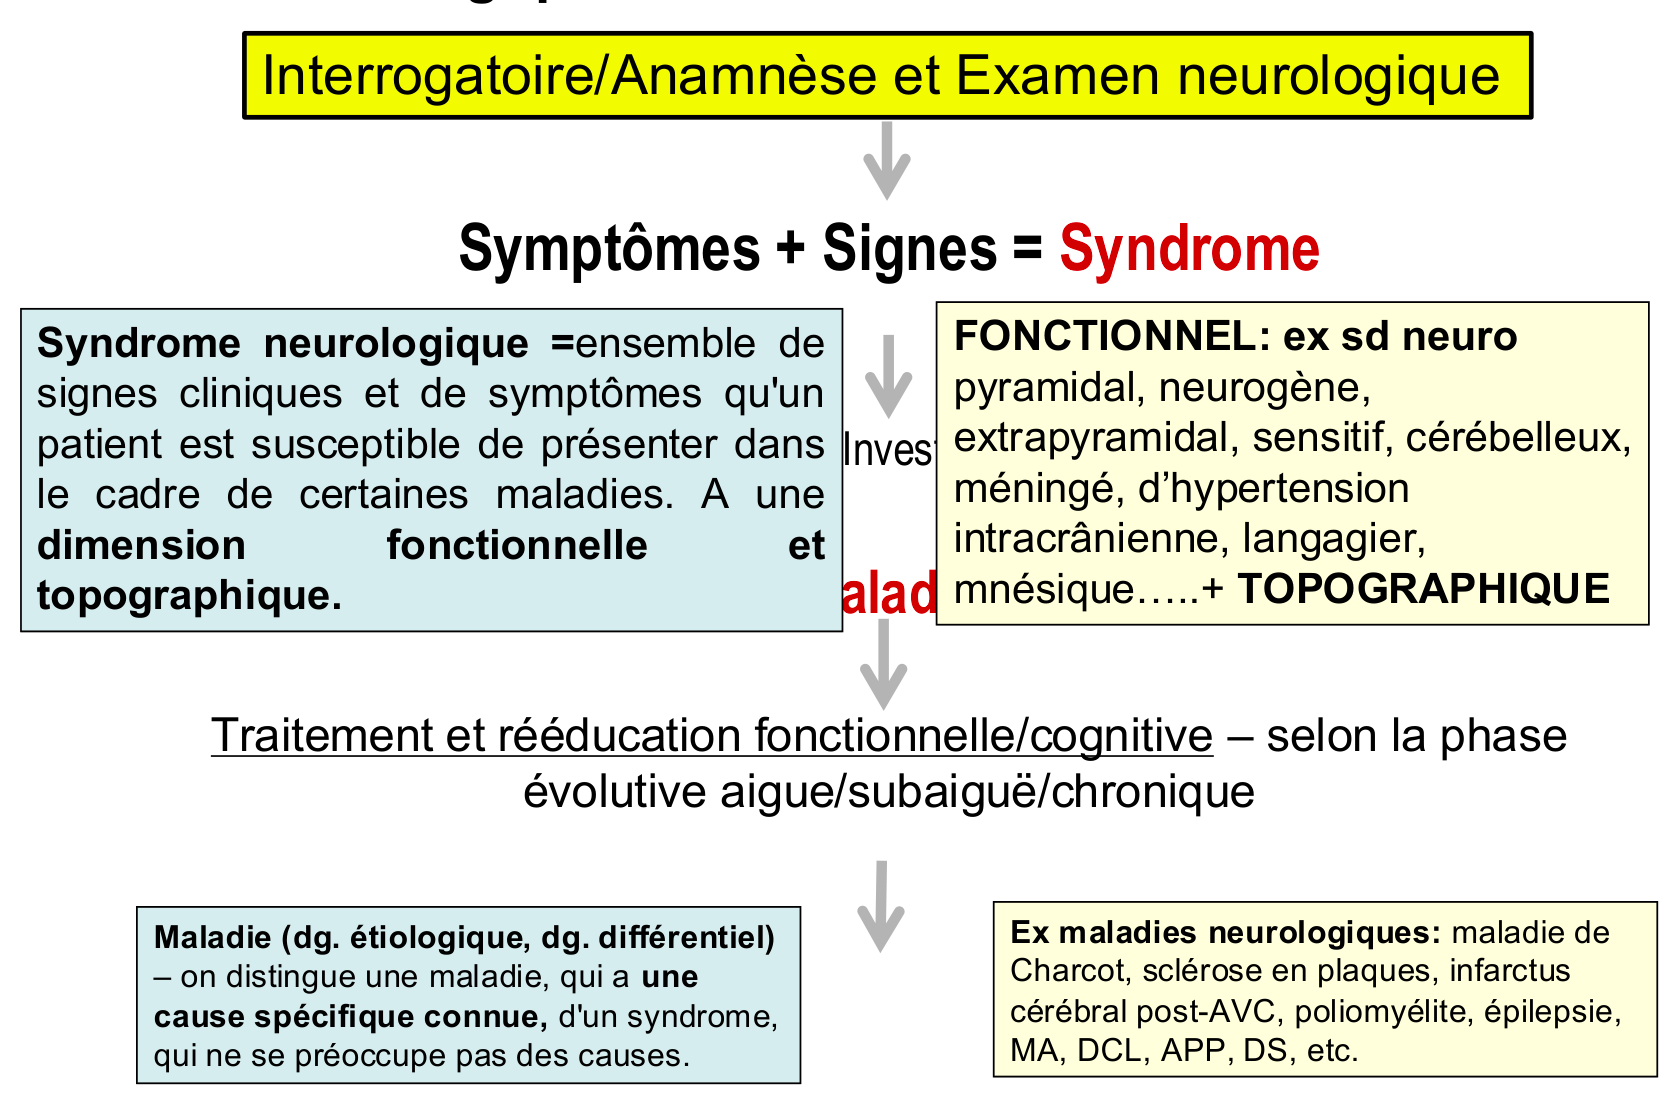 Interrogatoire/Anamnèse et Examen neurologique
Symptômes + Signes = Syndrome
Syndrome neurologique =ensemble de
signes cliniques et de symptômes qu'un
patient est susceptible de présenter dans
le cadre de certaines maladies. A une
dimension fonctionnelle et
topographique.
Invest
alad
FONCTIONNEL: ex sd neuro
pyramidal, neurogène,
extrapyramidal, sensitif, cérébelleux,
méningé, d’hypertension
intracrânienne, langagier,
mnésique…..+ TOPOGRAPHIQUE
Traitement et rééducation fonctionnelle/cognitive – selon la phase
évolutive aigue/subaiguë/chronique
Maladie (dg. étiologique, dg. différentiel)
– on distingue une maladie, qui a une
cause spécifique connue, d'un syndrome,
qui ne se préoccupe pas des causes.
Ex maladies neurologiques: maladie de
Charcot, sclérose en plaques, infarctus
cérébral post-AVC, poliomyélite, épilepsie,
MA, DCL, APP, DS, etc.